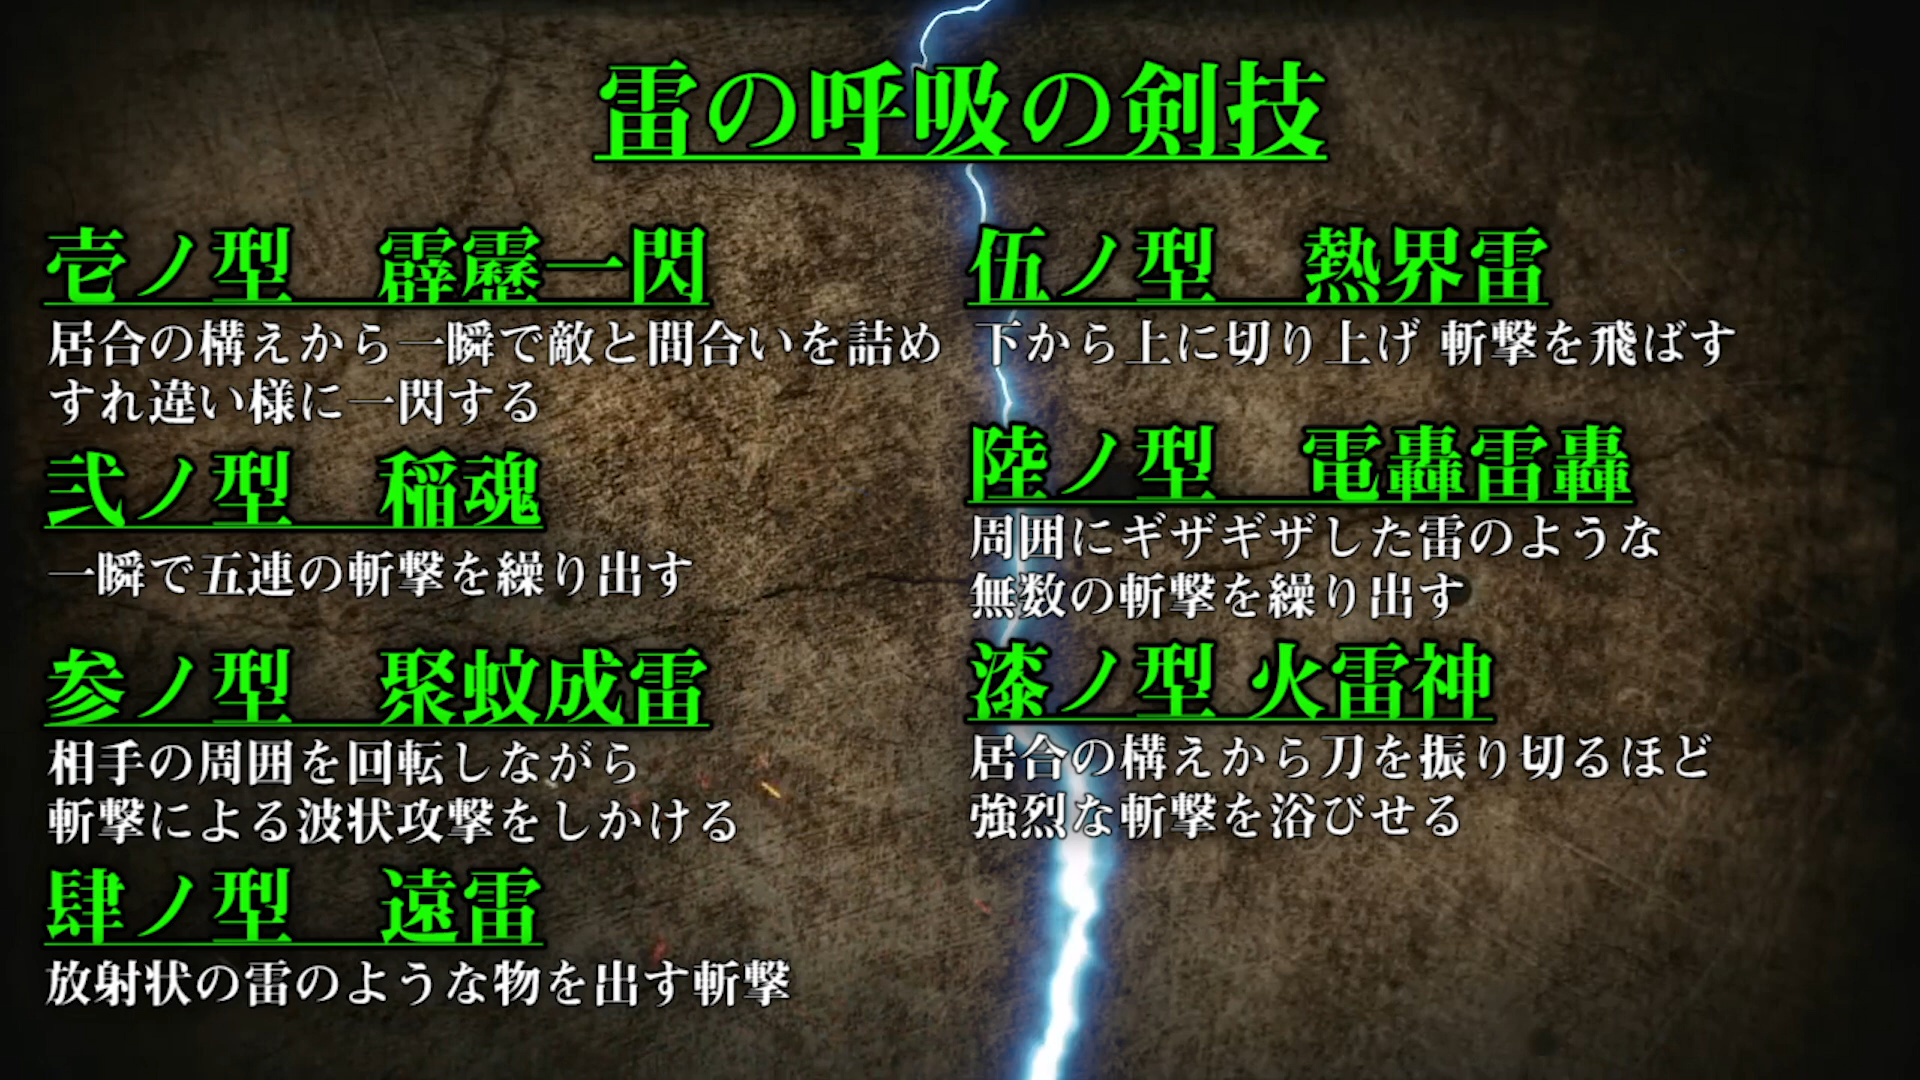 雷の呼吸の剣技
壱ノ型　霹靂一閃
居合の構えから一瞬で敵と間合いを詰め
すれ違い様に一閃する
弐ノ型　稲魂
一瞬で五連の斬撃を繰り出す
参ノ型　聚蚊成雷
相手の周囲を回転しながら
斬撃による波状攻撃をしかける
肆ノ型　遠雷
放射状の雷のような物を出す斬撃
伍ノ型　熱界雷
下から上に切り上げ 斬撃を飛ばす
陸ノ型　電轟雷轟
周囲にギザギザした雷のような
無数の斬撃を繰り出す
漆ノ型 火雷神
居合の構えから刀を振り切るほど
強烈な斬撃を浴びせる